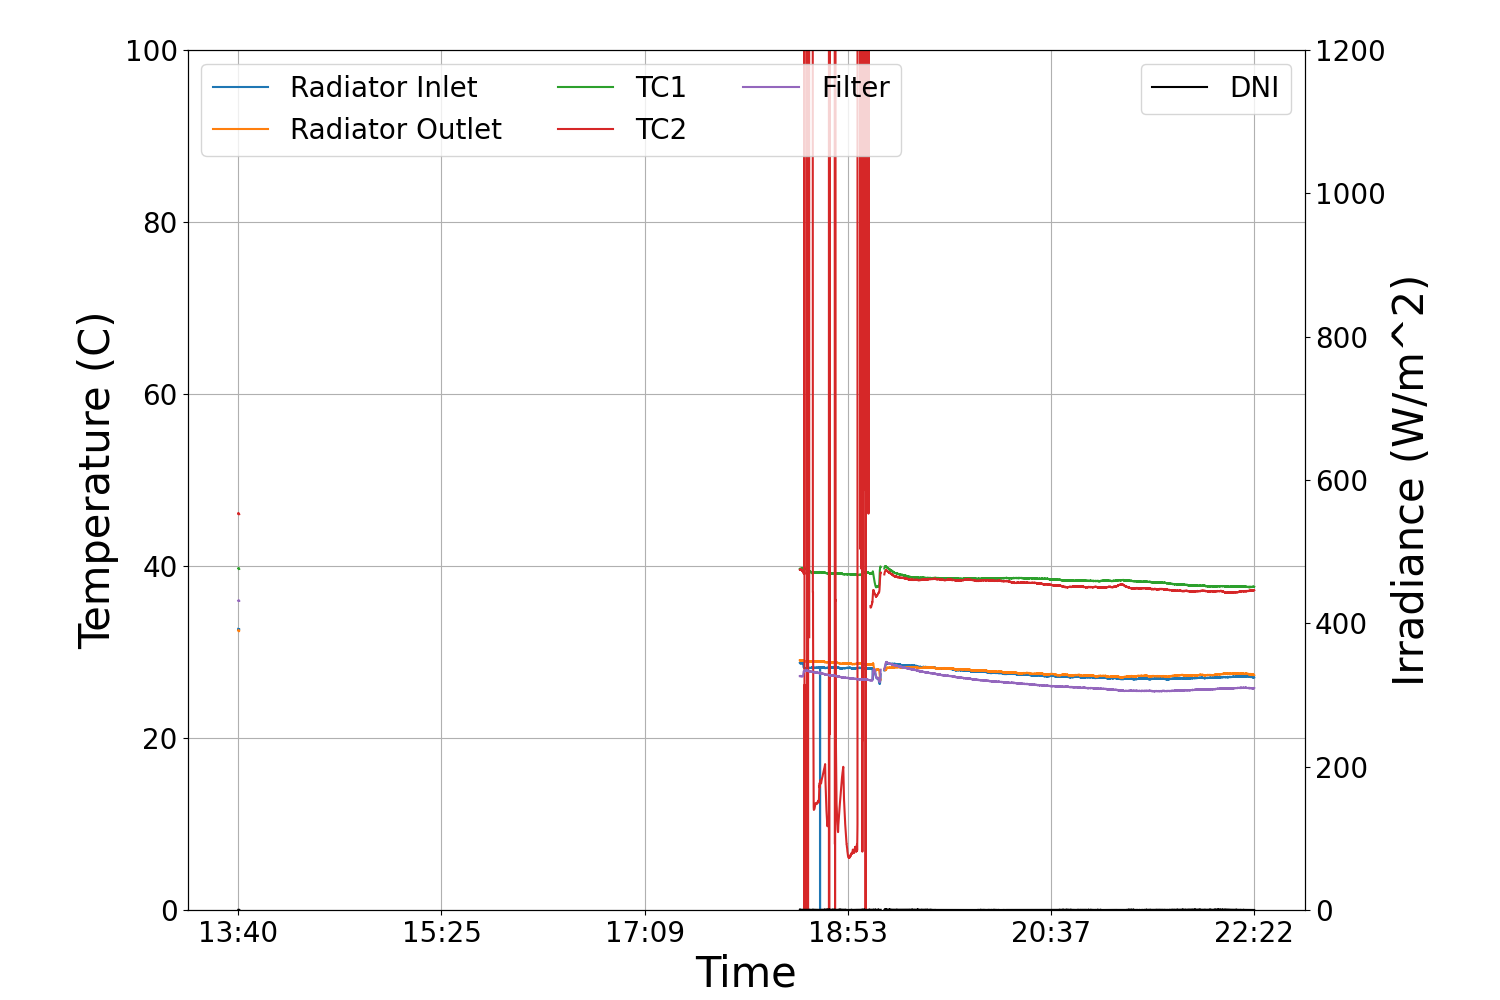 100
80
60
40
20
0
Temperature (C)
Radiator Inlet
Radiator Outlet
TC1
TC2
Filter
DNI
1200
1000
800
600
400
200
0
Irradiance (W/m^2)
13:40 15:25 17:09 18:53 20:37 22:22
Time